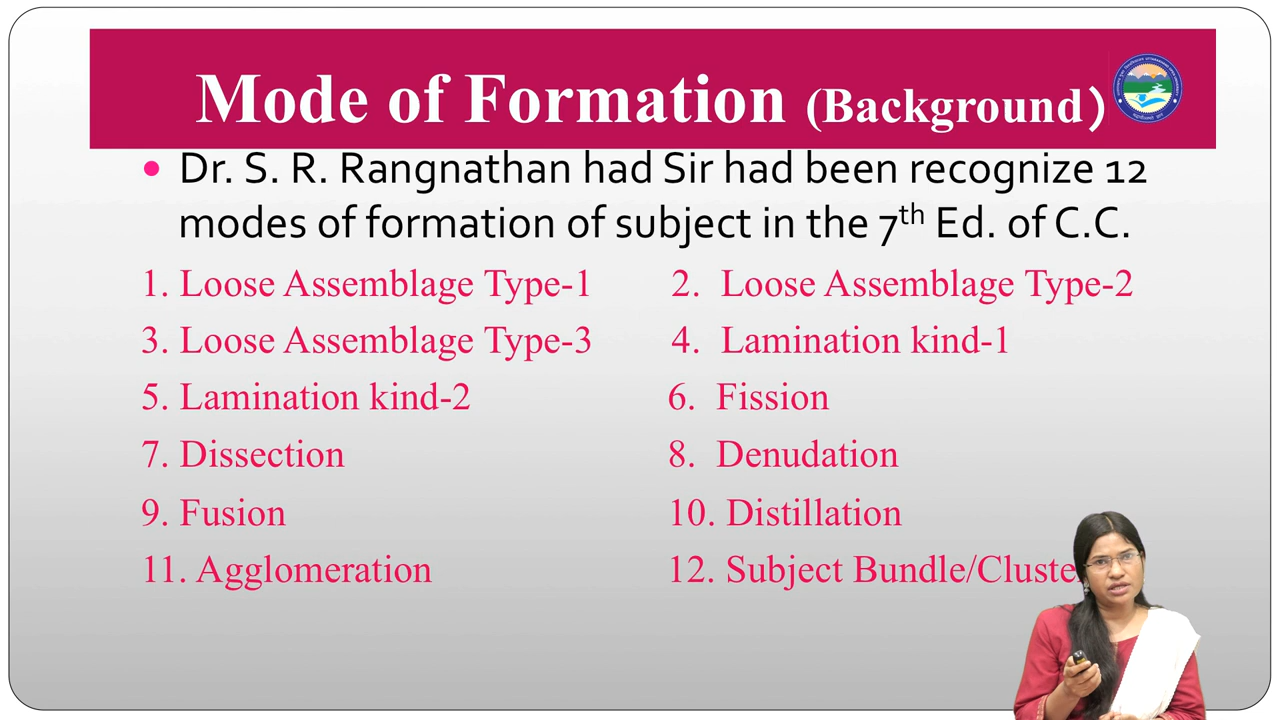 Mode of Formation (Background)
• Dr. S. R. Rangnathan had Sir had been recognize 12
modes of formation of subject in the 7th Ed. of C.C.
1. Loose Assemblage Type-1 2. Loose Assemblage Type-2
3. Loose Assemblage Type-3 4. Lamination kind-1
5. Lamination kind-2 6. Fission
7. Dissection 8. Denudation
9. Fusion 10. Distillation
11. Agglomeration 12. Subject Bundle/Cluste